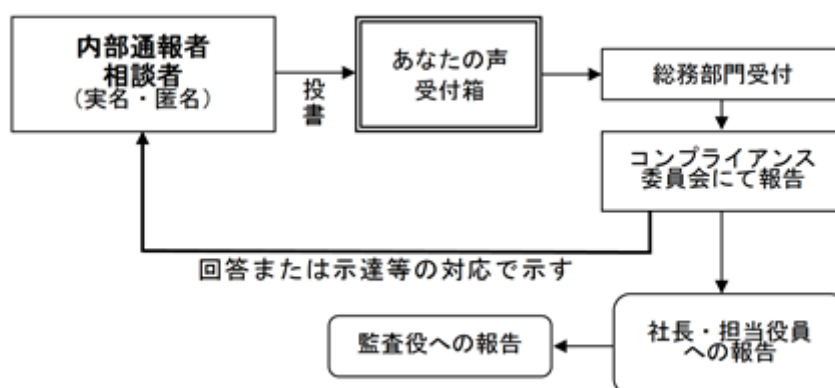 内部通報者
相談者
（実名・匿名）
投書
あなたの声
受付箱
総務部門受付
コンプライアンス
委員会にて報告
回答または示達等の対応で示す
社長・担当役員
への報告
監査役への報告